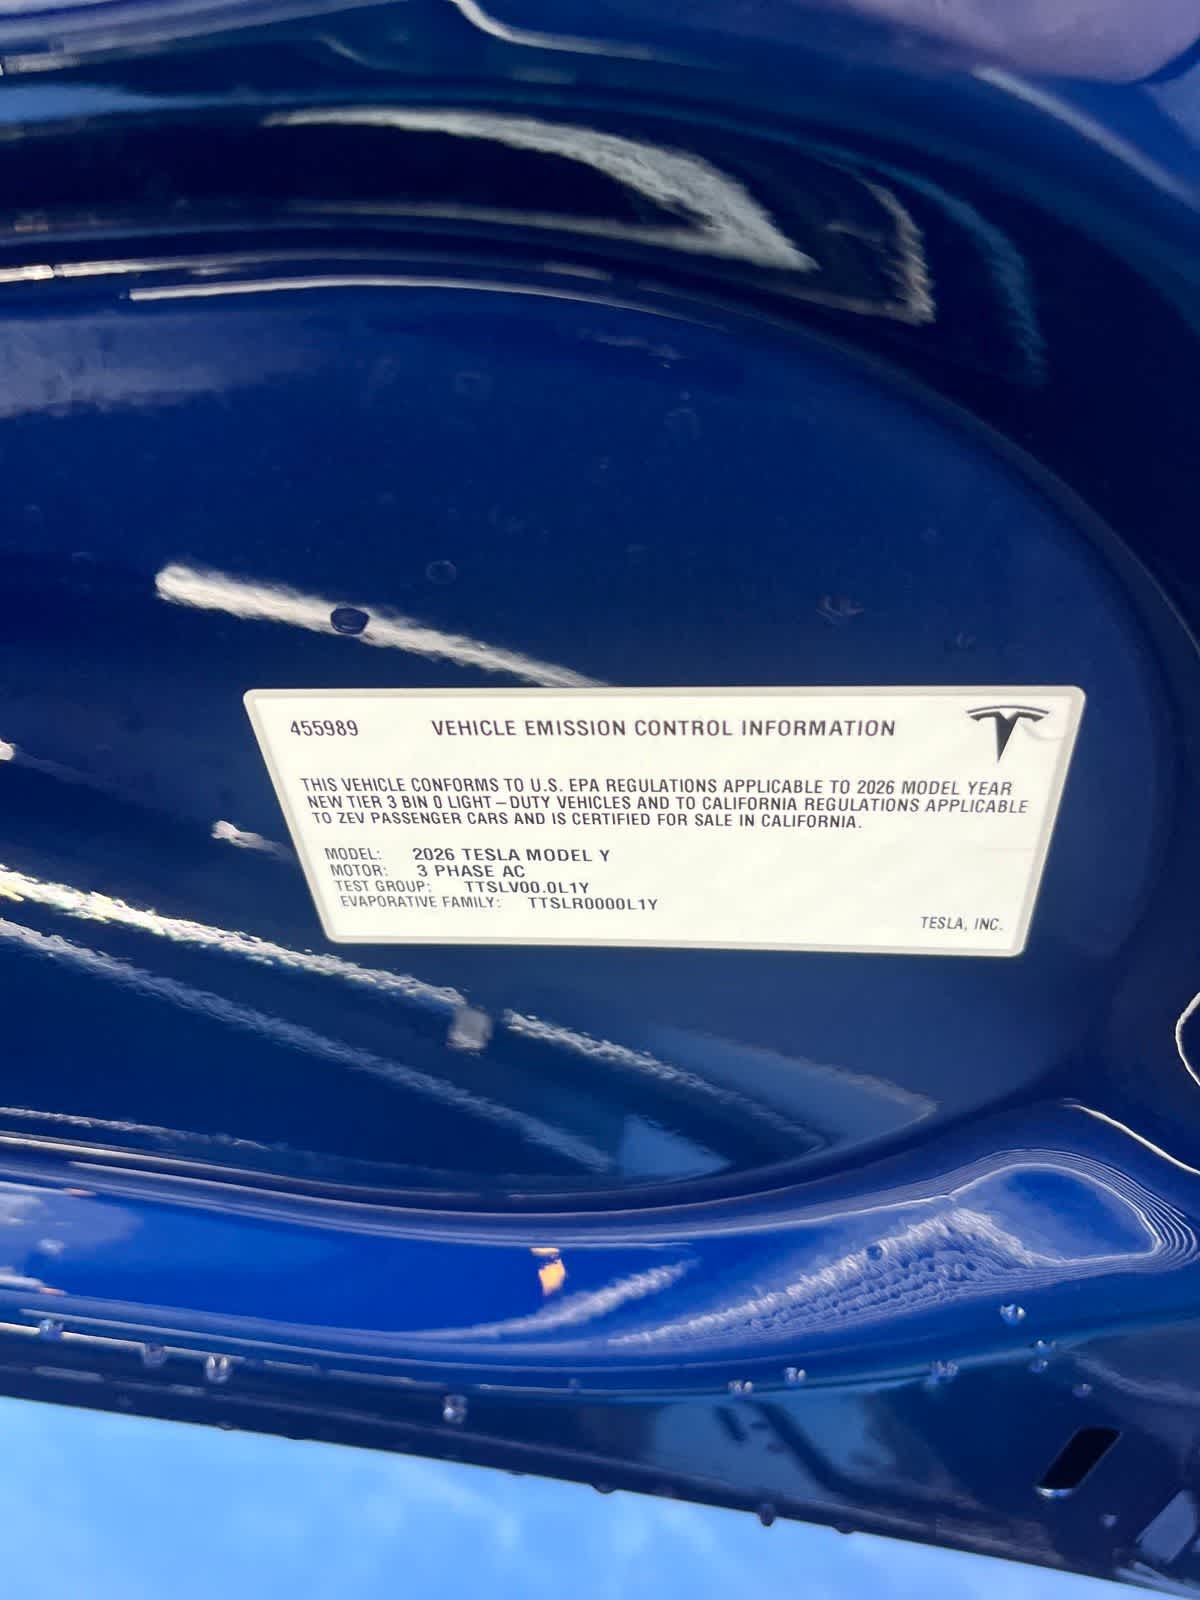 455989 VEHICLE EMISSION CONTROL INFORMATION
THIS VEHICLE CONFORMS TO U.S. EPA REGULATIONS APPLICABLE TO 2026 MODEL YEAR
NEW TIER 3 BIN 0 LIGHT–DUTY VEHICLES AND TO CALIFORNIA REGULATIONS APPLICABLE
TO ZEV PASSENGER CARS AND IS CERTIFIED FOR SALE IN CALIFORNIA.
MODEL: 2026 TESLA MODEL Y
MOTOR: 3 PHASE AC
TEST GROUP: TTSLV00.0L1Y
EVAPORATIVE FAMILY: TTSLR0000L1Y
TESLA, INC.